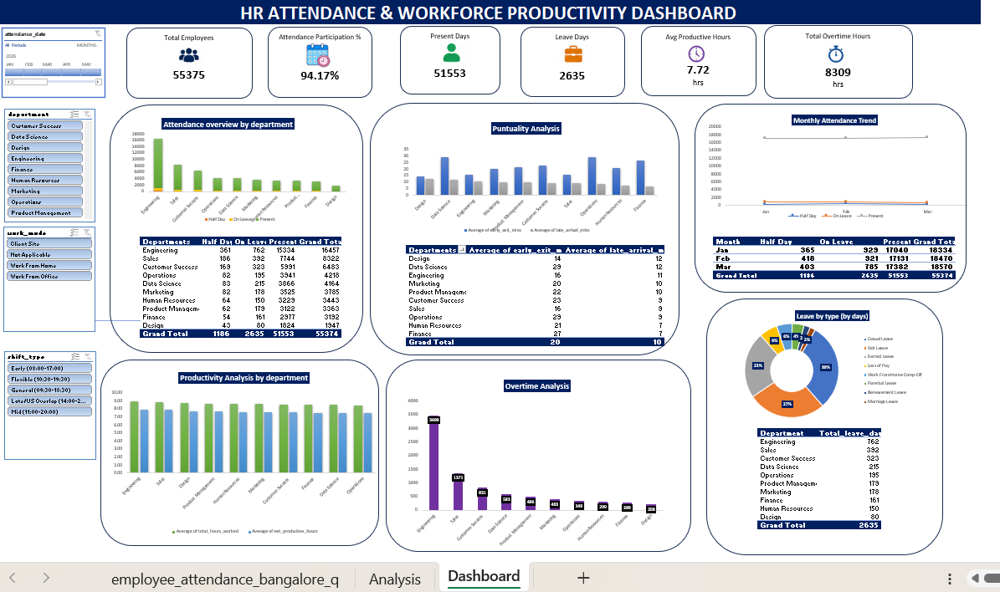 HR ATTENDANCE & WORKFORCE PRODUCTIVITY DASHBOARD
attendance_date
All Periods MONTHS
2026
JAN FEB MAR APR MAY
Total Employees
55375
Attendance Participation %
94.17%
Present Days
51553
Leave Days
2635
Avg Productive Hours
7.72
hrs
Total Overtime Hours
8309
hrs
department
Customer Success
Data Science
Design
Engineering
Finance
Human Resources
Marketing
Operations
Product Management
work_mode
Client Site
Not Applicable
Work From Home
Work From Office
shift_type
Early (08:00-17:00)
Flexible (10:30-19:30)
General (09:30-18:30)
Late/US Overlap (14:00-2...
Mid (11:00-20:00)
Attendance overview by department
18000
16000
14000
12000
10000
8000
6000
4000
2000
0
Engineering Sales Customer Success Operations Data Science Marketing Human Resources Product... Finance Design
Half Day On Leave Present
Departments Half Day On Leave Present Grand Tota
Engineering 361 762 15334 16457
Sales 186 392 7744 8322
Customer Success 169 323 5991 6483
Operations 82 195 3941 4218
Data Science 83 215 3866 4164
Marketing 82 178 3525 3785
Human Resources 64 150 3229 3443
Product Managem 62 179 3122 3363
Finance 54 161 2977 3192
Design 43 80 1824 1947
Grand Total 1186 2635 51553 55374
Puntuality Analysis
35
30
25
20
15
10
5
0
Design Data Science Engineering Marketing Product Management Customer Success Sales Operations Human Resources Finance
Average of early_exit_mins Average of late_arrival_mins
Departments Average of early_exit_m Average of late_arrival_m
Design 14 12
Data Science 29 12
Engineering 16 11
Marketing 20 10
Product Manageme 22 10
Customer Success 23 9
Sales 16 9
Operations 29 9
Human Resources 21 7
Finance 27 7
Grand Total 20 10
Monthly Attendance Trend
20000
18000
16000
14000
12000
10000
8000
6000
4000
2000
0
Jan Feb Mar
Half Day On Leave Present
Month Half Day On Leave Present Grand Tota
Jan 365 929 17040 18334
Feb 418 921 17131 18470
Mar 403 785 17382 18570
Grand Total 1186 2635 51553 55374
Productivity Analysis by department
10.00
9.00
8.00
7.00
6.00
5.00
4.00
3.00
2.00
1.00
0.00
Engineering Sales Design Product Management Human Resources Marketing Customer Success Finance Data Science Operations
Average of total_hours_worked Average of net_productive_hours
Overtime Analysis
4000
3500
3000
2500
2000
1500
1000
500
0
3498 1371 831 583 486 403 349 299 289 208
Engineering Sales Customer Success Data Science Product Management Marketing Operations Human Resources Finance Design
Leave by type (by days)
30%
27%
23%
6%
6%
4%
2%
Casual Leave
Sick Leave
Earned Leave
Loss of Pay
Work From Home Comp-Off
Parental Leave
Bereavement Leave
Marriage Leave
Department Total_leave_da
Engineering 762
Sales 392
Customer Success 323
Data Science 215
Operations 195
Product Managem 179
Marketing 178
Finance 161
Human Resources 150
Design 80
Grand Total 2635
employee_attendance_bangalore_q Analysis Dashboard